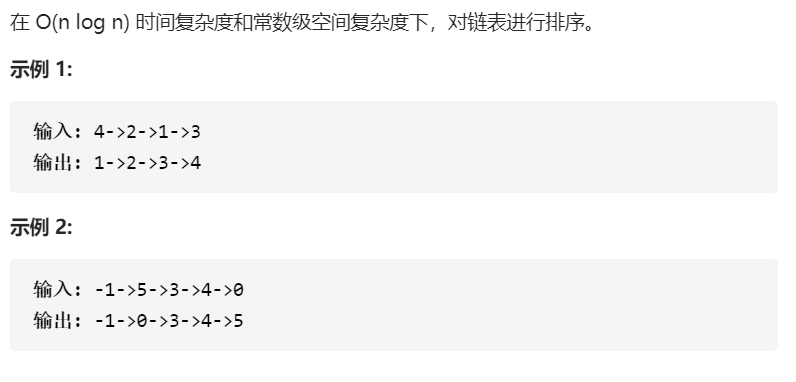 在 O(n log n) 时间复杂度和常数级空间复杂度下，对链表进行排序。
示例 1:
输入: 4->2->1->3
输出: 1->2->3->4
示例 2:
输入: -1->5->3->4->0
输出: -1->0->3->4->5